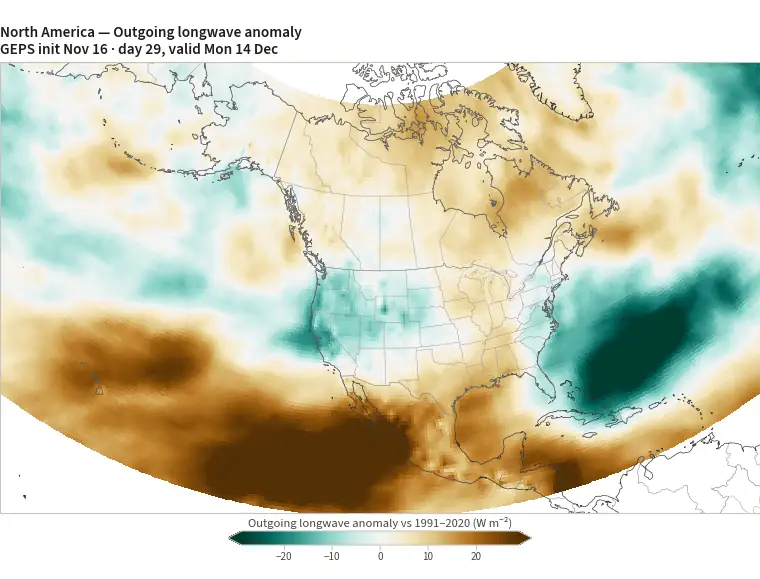 North America — Outgoing longwave anomaly
GEPS init Nov 16 · day 29, valid Mon 14 Dec
Outgoing longwave anomaly vs 1991–2020 (W m⁻²)
−20 −10 0 10 20